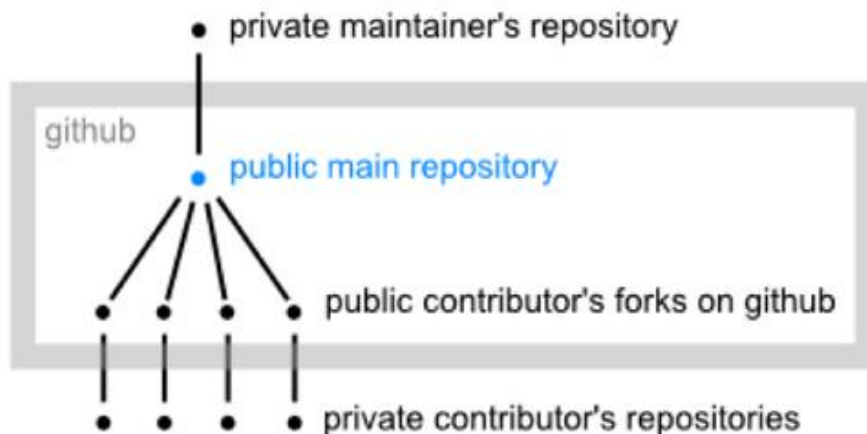 private maintainer's repository
github
public main repository
public contributor's forks on github
private contributor's repositories